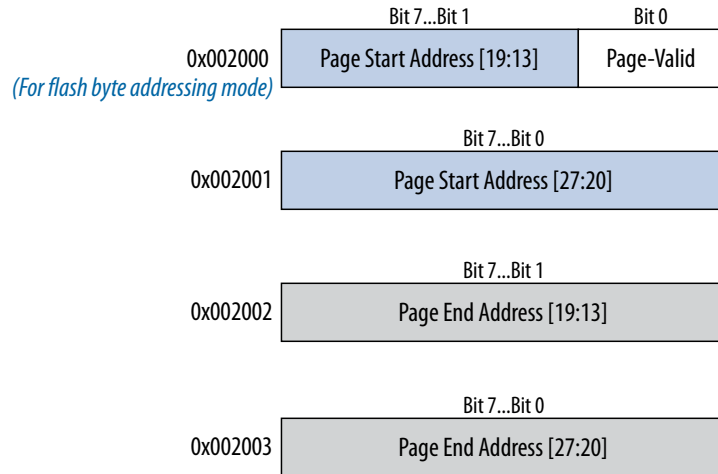 Bit 7...Bit 1 Bit 0
0x002000 Page Start Address [19:13] Page-Valid
(For flash byte addressing mode)
Bit 7...Bit 0
0x002001 Page Start Address [27:20]
Bit 7...Bit 1
0x002002 Page End Address [19:13]
Bit 7...Bit 0
0x002003 Page End Address [27:20]